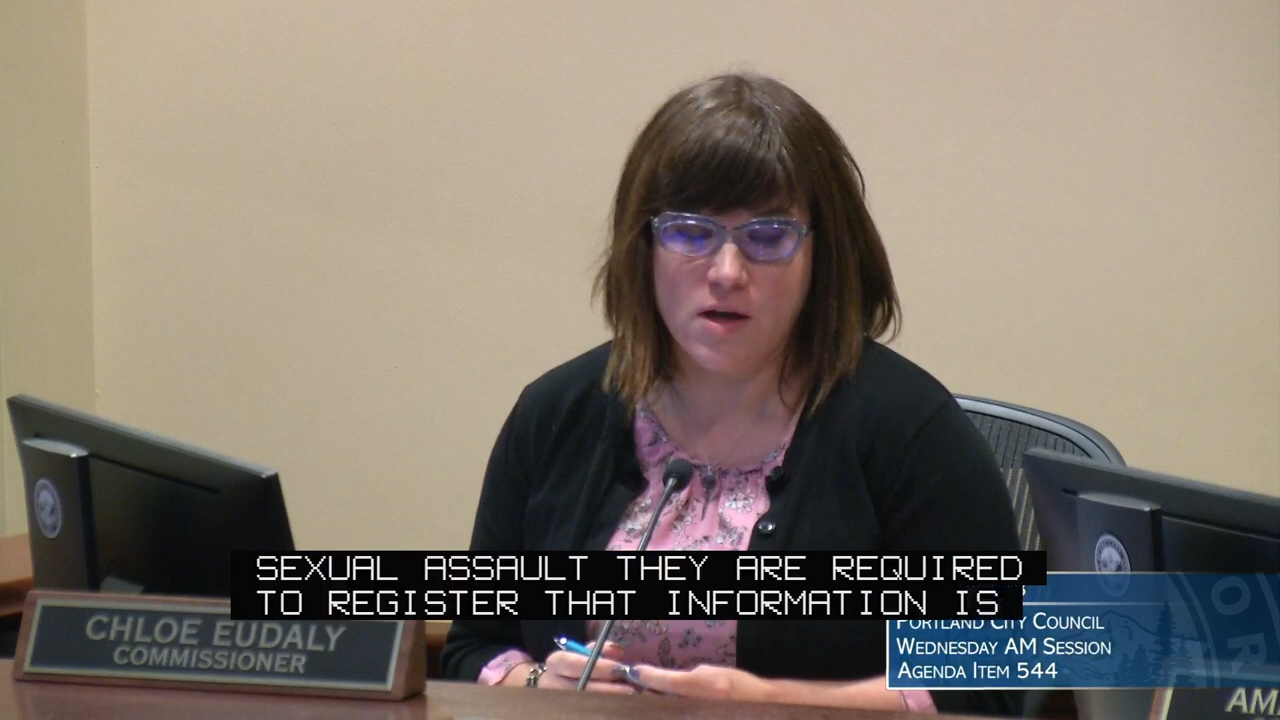 SEXUAL ASSAULT THEY ARE REQUIRED
TO REGISTER THAT INFORMATION IS
CHLOE EUDALY
COMMISSIONER
PORTLAND CITY COUNCIL
WEDNESDAY AM SESSION
AGENDA ITEM 544
AM